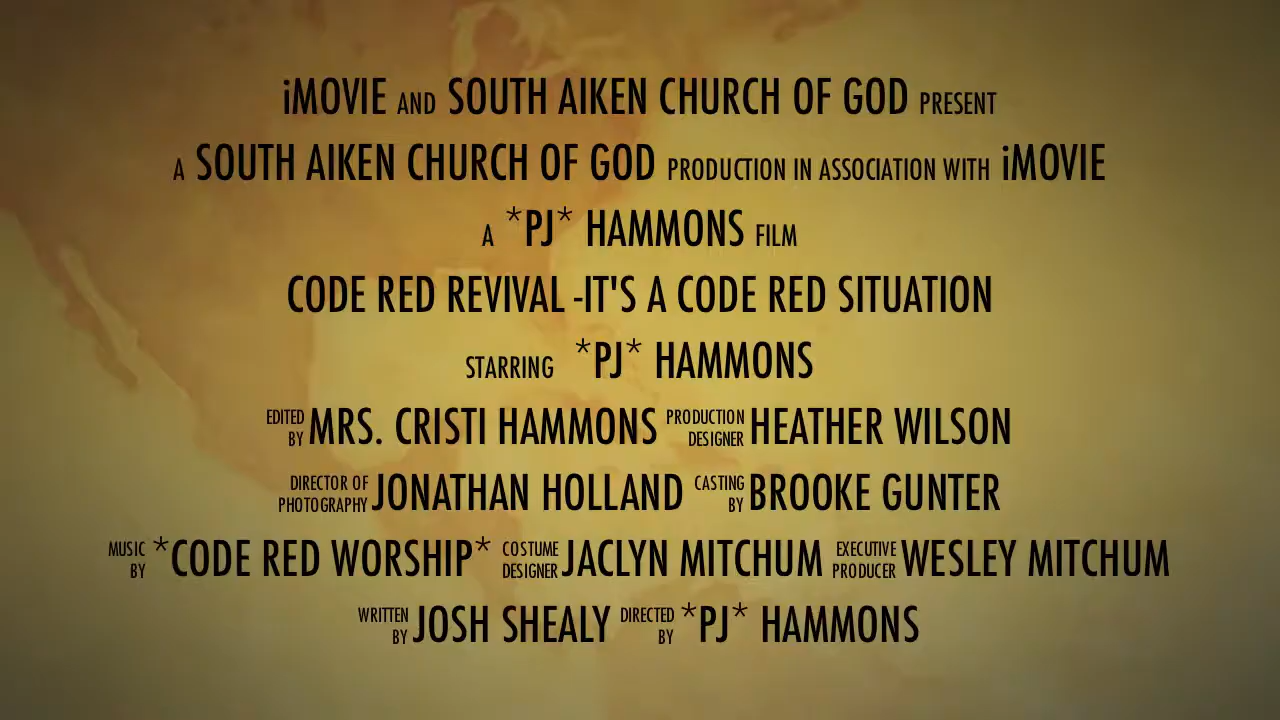 iMOVIE AND SOUTH AIKEN CHURCH OF GOD PRESENT
A SOUTH AIKEN CHURCH OF GOD PRODUCTION IN ASSOCIATION WITH iMOVIE
A *PJ* HAMMONS FILM
CODE RED REVIVAL -IT'S A CODE RED SITUATION
STARRING *PJ* HAMMONS
EDITED BY MRS. CRISTI HAMMONS PRODUCTION DESIGNER HEATHER WILSON
DIRECTOR OF PHOTOGRAPHY JONATHAN HOLLAND CASTING BY BROOKE GUNTER
MUSIC BY *CODE RED WORSHIP* COSTUME DESIGNER JACLYN MITCHUM EXECUTIVE PRODUCER WESLEY MITCHUM
WRITTEN BY JOSH SHEALY DIRECTED BY *PJ* HAMMONS